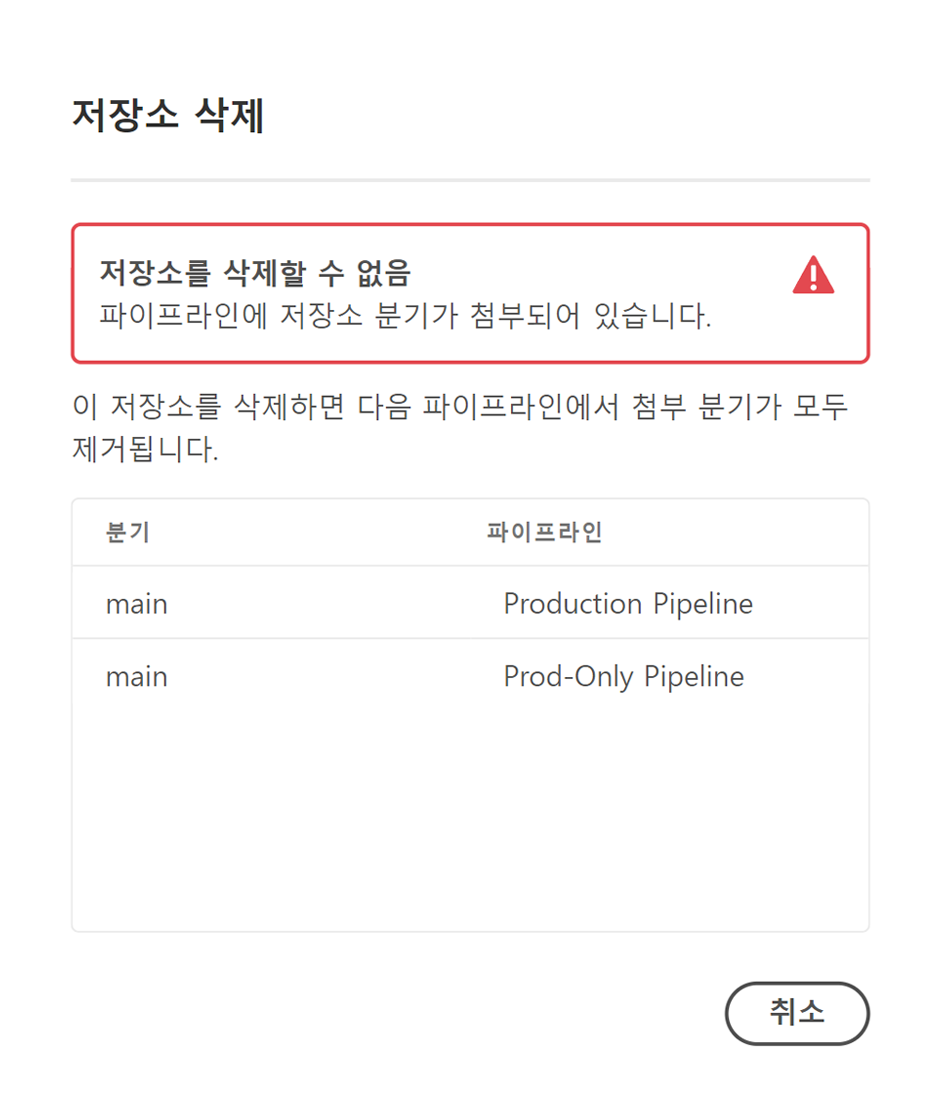 저장소 삭제
저장소를 삭제할 수 없음
파이프라인에 저장소 분기가 첨부되어 있습니다.
이 저장소를 삭제하면 다음 파이프라인에서 첨부 분기가 모두
제거됩니다.
분기 파이프라인
main Production Pipeline
main Prod-Only Pipeline
취소